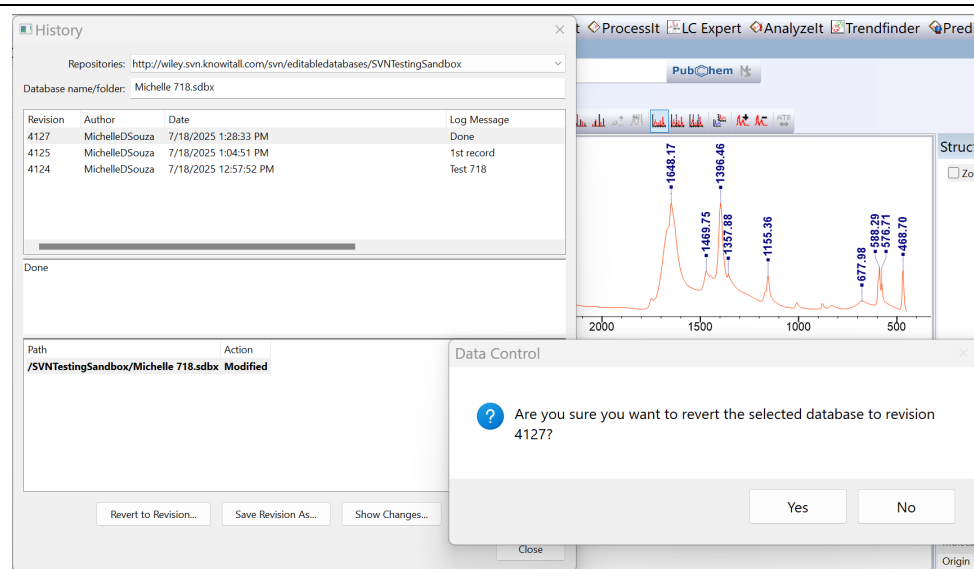 History
Repositories: http://wiley.svn.knowitall.com/svn/editabledatabases/SVNTestingSandbox
Database name/folder: Michelle 718.sdbx
Revision Author Date Log Message
4127 MichelleDSouza 7/18/2025 1:28:33 PM Done
4125 MichelleDSouza 7/18/2025 1:04:51 PM 1st record
4124 MichelleDSouza 7/18/2025 12:57:52 PM Test 718
Done
Path Action
/SVNTestingSandbox/Michelle 718.sdbx Modified
Revert to Revision... Save Revision As... Show Changes...
Close
t ProcessIt LC Expert AnalyzeIt Trendfinder Predi
PubChem
ATR
Struc
Zo
1648.17
1469.75
1396.46
1357.88
1155.36
677.98
588.29
576.71
468.70
2000 1500 1000 500
Data Control
Are you sure you want to revert the selected database to revision
4127?
Yes No
Origin